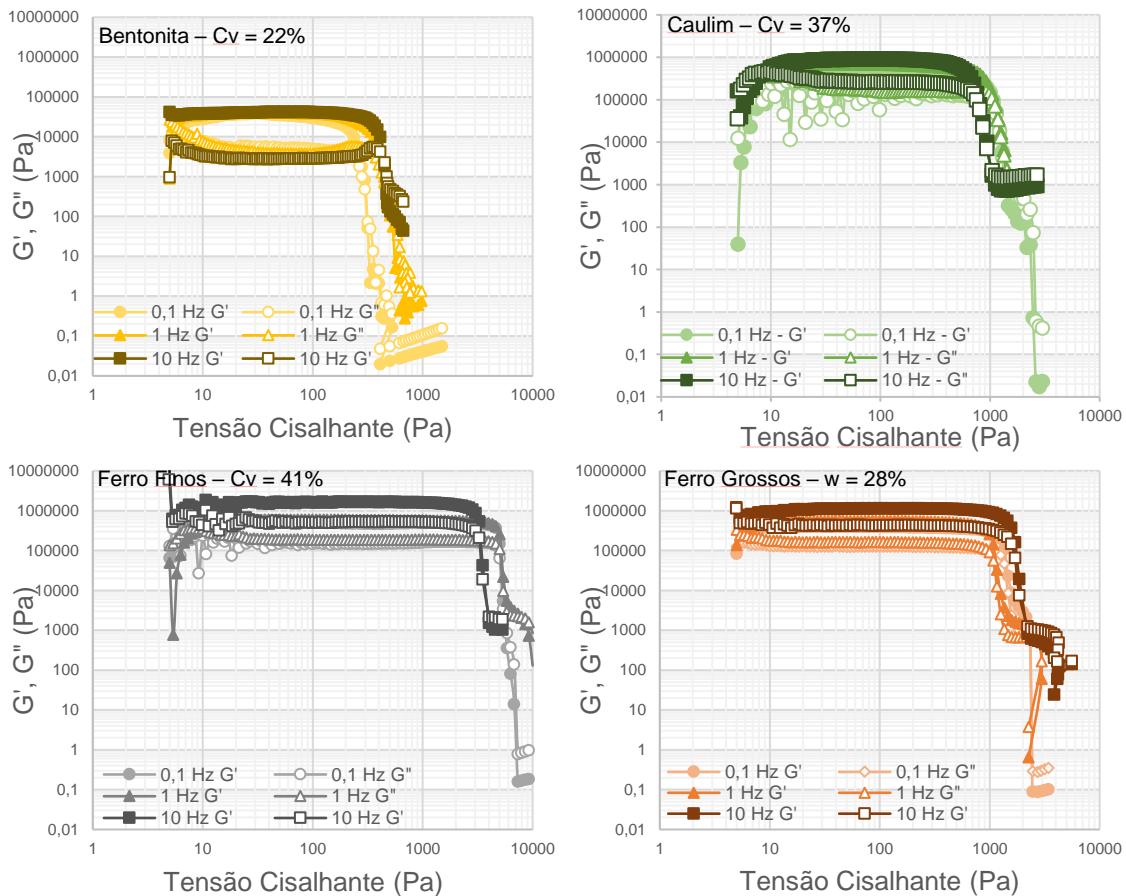 Bentonita – Cv = 22%
G', G" (Pa)
10000000
1000000
100000
10000
1000
100
10
1
0,1
0,01
0,1 Hz G' 0,1 Hz G"
1 Hz G' 1 Hz G"
10 Hz G' 10 Hz G'
1 10 100 1000 10000
Tensão Cisalhante (Pa)
Caulim – Cv = 37%
G', G" (Pa)
10000000
1000000
100000
10000
1000
100
10
1
0,1
0,01
0,1 Hz - G' 0,1 Hz - G'
1 Hz - G' 1 Hz - G"
10 Hz - G' 10 Hz - G"
1 10 100 1000 10000
Tensão Cisalhante (Pa)
Ferro Finos – Cv = 41%
G', G" (Pa)
10000000
1000000
100000
10000
1000
100
10
1
0,1
0,01
0,1 Hz G' 0,1 Hz G"
1 Hz G' 1 Hz G"
10 Hz G' 10 Hz G'
1 10 100 1000 10000
Tensão Cisalhante (Pa)
Ferro Grossos – w = 28%
G', G" (Pa)
10000000
1000000
100000
10000
1000
100
10
1
0,1
0,01
0,1 Hz G' 0,1 Hz G"
1 Hz G' 1 Hz G"
10 Hz G' 10 Hz G'
1 10 100 1000 10000
Tensão Cisalhante (Pa)